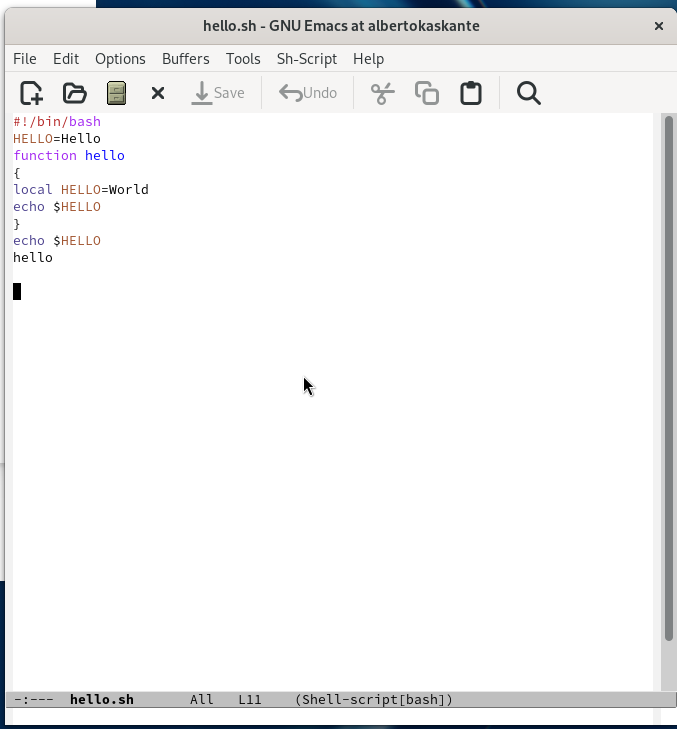 hello.sh - GNU Emacs at albertokaskante
File Edit Options Buffers Tools Sh-Script Help
Save Undo
#!/bin/bash
HELLO=Hello
function hello
{
local HELLO=World
echo $HELLO
}
echo $HELLO
hello
-:--- hello.sh All L11 (Shell-script[bash])